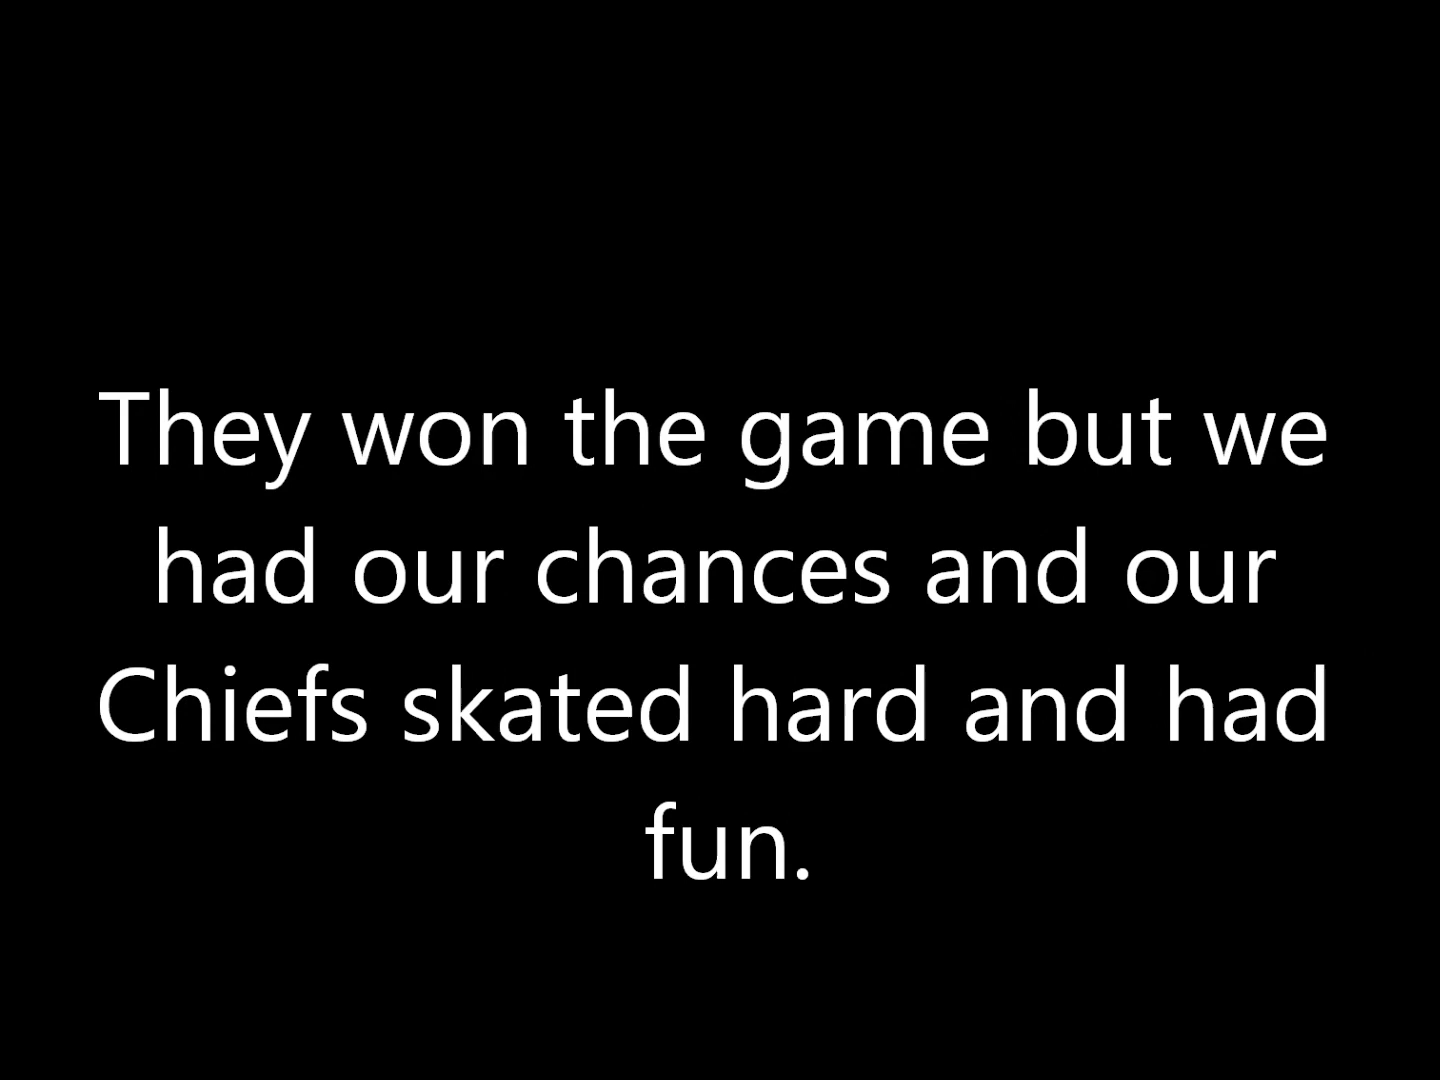 They won the game but we
had our chances and our
Chiefs skated hard and had
fun.